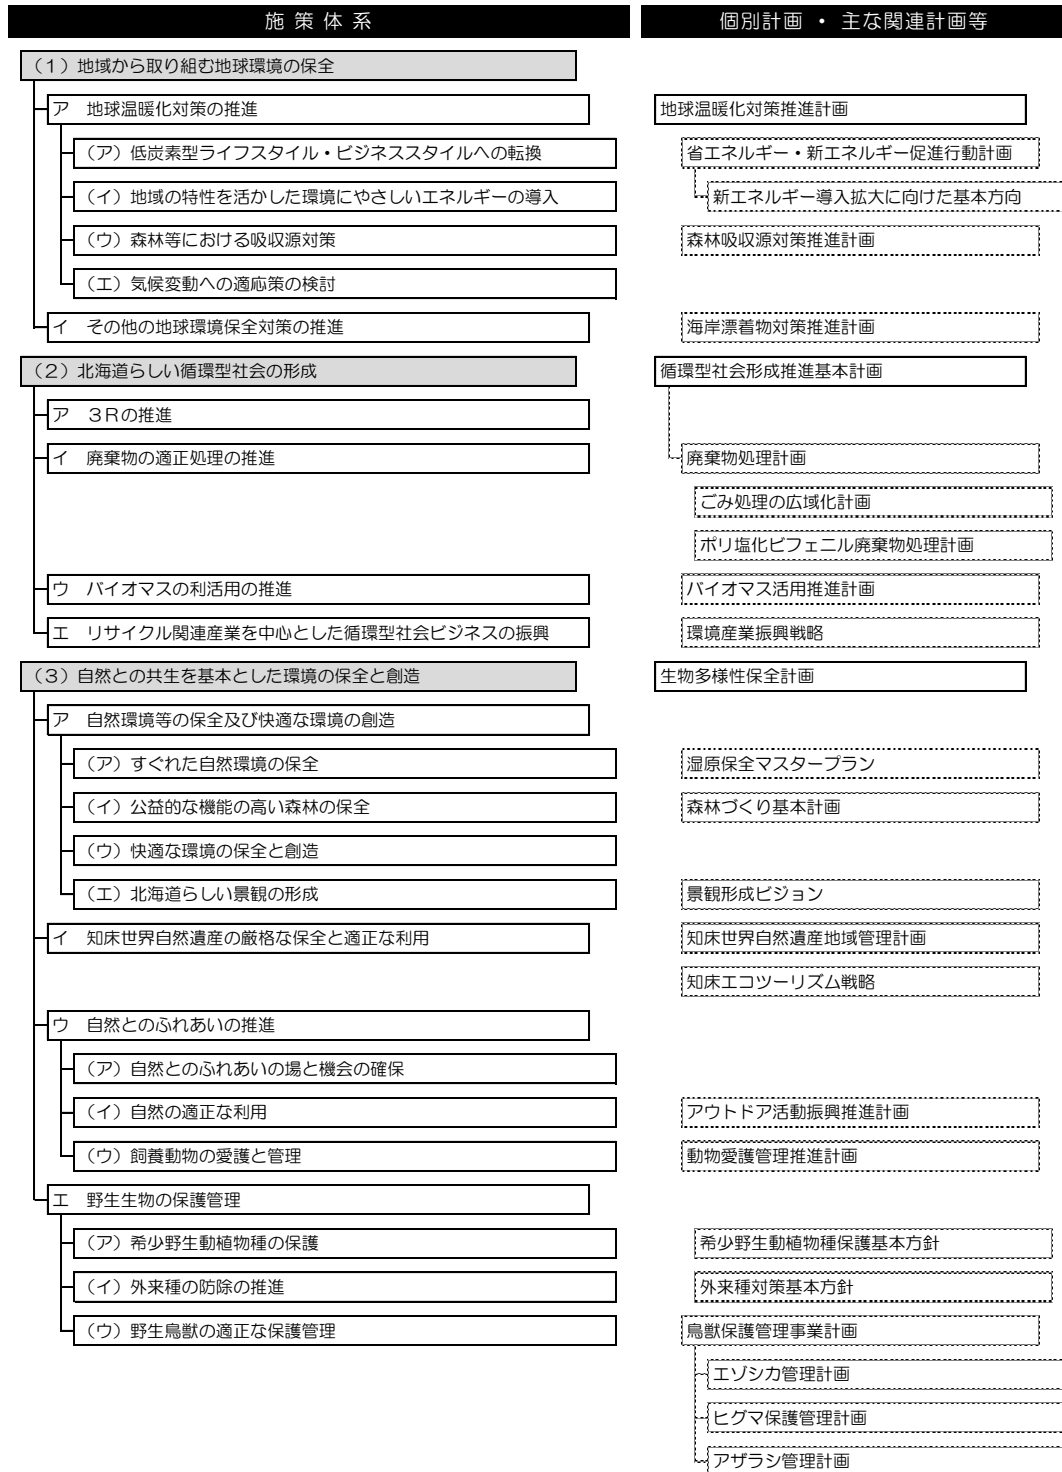 施 策 体 系
個別計画 ・ 主な関連計画等
（１）地域から取り組む地球環境の保全
ア　地球温暖化対策の推進
地球温暖化対策推進計画
（ア）低炭素型ライフスタイル・ビジネススタイルへの転換
省エネルギー・新エネルギー促進行動計画
（イ）地域の特性を活かした環境にやさしいエネルギーの導入
新エネルギー導入拡大に向けた基本方向
（ウ）森林等における吸収源対策
森林吸収源対策推進計画
（エ）気候変動への適応策の検討
イ　その他の地球環境保全対策の推進
海岸漂着物対策推進計画
（２）北海道らしい循環型社会の形成
循環型社会形成推進基本計画
ア　３Ｒの推進
イ　廃棄物の適正処理の推進
廃棄物処理計画
ごみ処理の広域化計画
ポリ塩化ビフェニル廃棄物処理計画
ウ　バイオマスの利活用の推進
バイオマス活用推進計画
エ　リサイクル関連産業を中心とした循環型社会ビジネスの振興
環境産業振興戦略
（３）自然との共生を基本とした環境の保全と創造
生物多様性保全計画
ア　自然環境等の保全及び快適な環境の創造
（ア）すぐれた自然環境の保全
湿原保全マスタープラン
（イ）公益的な機能の高い森林の保全
森林づくり基本計画
（ウ）快適な環境の保全と創造
（エ）北海道らしい景観の形成
景観形成ビジョン
イ　知床世界自然遺産の厳格な保全と適正な利用
知床世界自然遺産地域管理計画
知床エコツーリズム戦略
ウ　自然とのふれあいの推進
（ア）自然とのふれあいの場と機会の確保
（イ）自然の適正な利用
アウトドア活動振興推進計画
（ウ）飼養動物の愛護と管理
動物愛護管理推進計画
エ　野生生物の保護管理
（ア）希少野生動植物種の保護
希少野生動植物種保護基本方針
（イ）外来種の防除の推進
外来種対策基本方針
（ウ）野生鳥獣の適正な保護管理
鳥獣保護管理事業計画
エゾシカ管理計画
ヒグマ保護管理計画
アザラシ管理計画